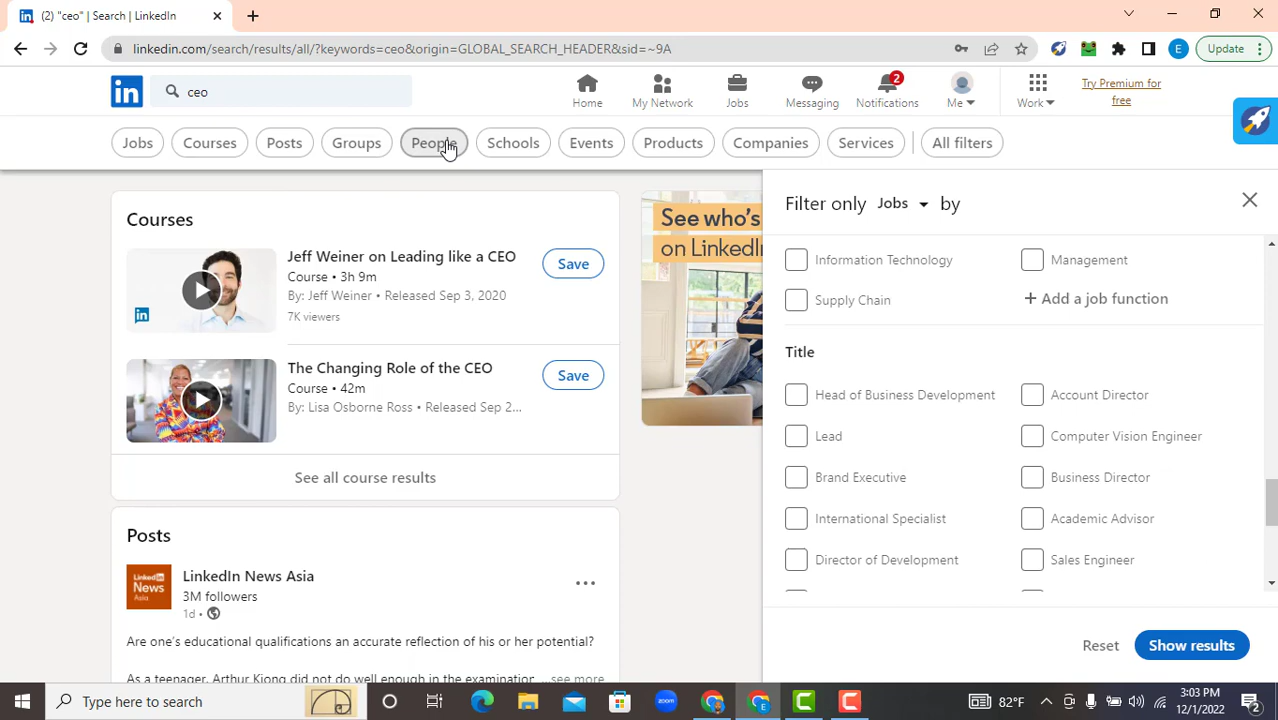 (2) "ceo" | Search | LinkedIn
linkedin.com/search/results/all/?keywords=ceo&origin=GLOBAL_SEARCH_HEADER&sid=~9A
E
Update
in
ceo
Home
My Network
Jobs
Messaging
2
Notifications
Me
Work
Try Premium for
free
Jobs
Courses
Posts
Groups
People
Schools
Events
Products
Companies
Services
All filters
Courses
Jeff Weiner on Leading like a CEO
Course • 3h 9m
By: Jeff Weiner • Released Sep 3, 2020
7K viewers
Save
in
The Changing Role of the CEO
Course • 42m
By: Lisa Osborne Ross • Released Sep 2...
Save
See all course results
Posts
LinkedIn
News
Asia
LinkedIn News Asia
3M followers
1d •
Are one's educational qualifications an accurate reflection of his or her potential?
As a teenager, Arthur Kiong did not do well enough in the examination
...see more
See who's
on LinkedIn
Filter only Jobs by
Information Technology
Management
Supply Chain
+ Add a job function
Title
Head of Business Development
Account Director
Lead
Computer Vision Engineer
Brand Executive
Business Director
International Specialist
Academic Advisor
Director of Development
Sales Engineer
Reset
Show results
Type here to search
zoom
E
82°F
3:03 PM
12/1/2022
2